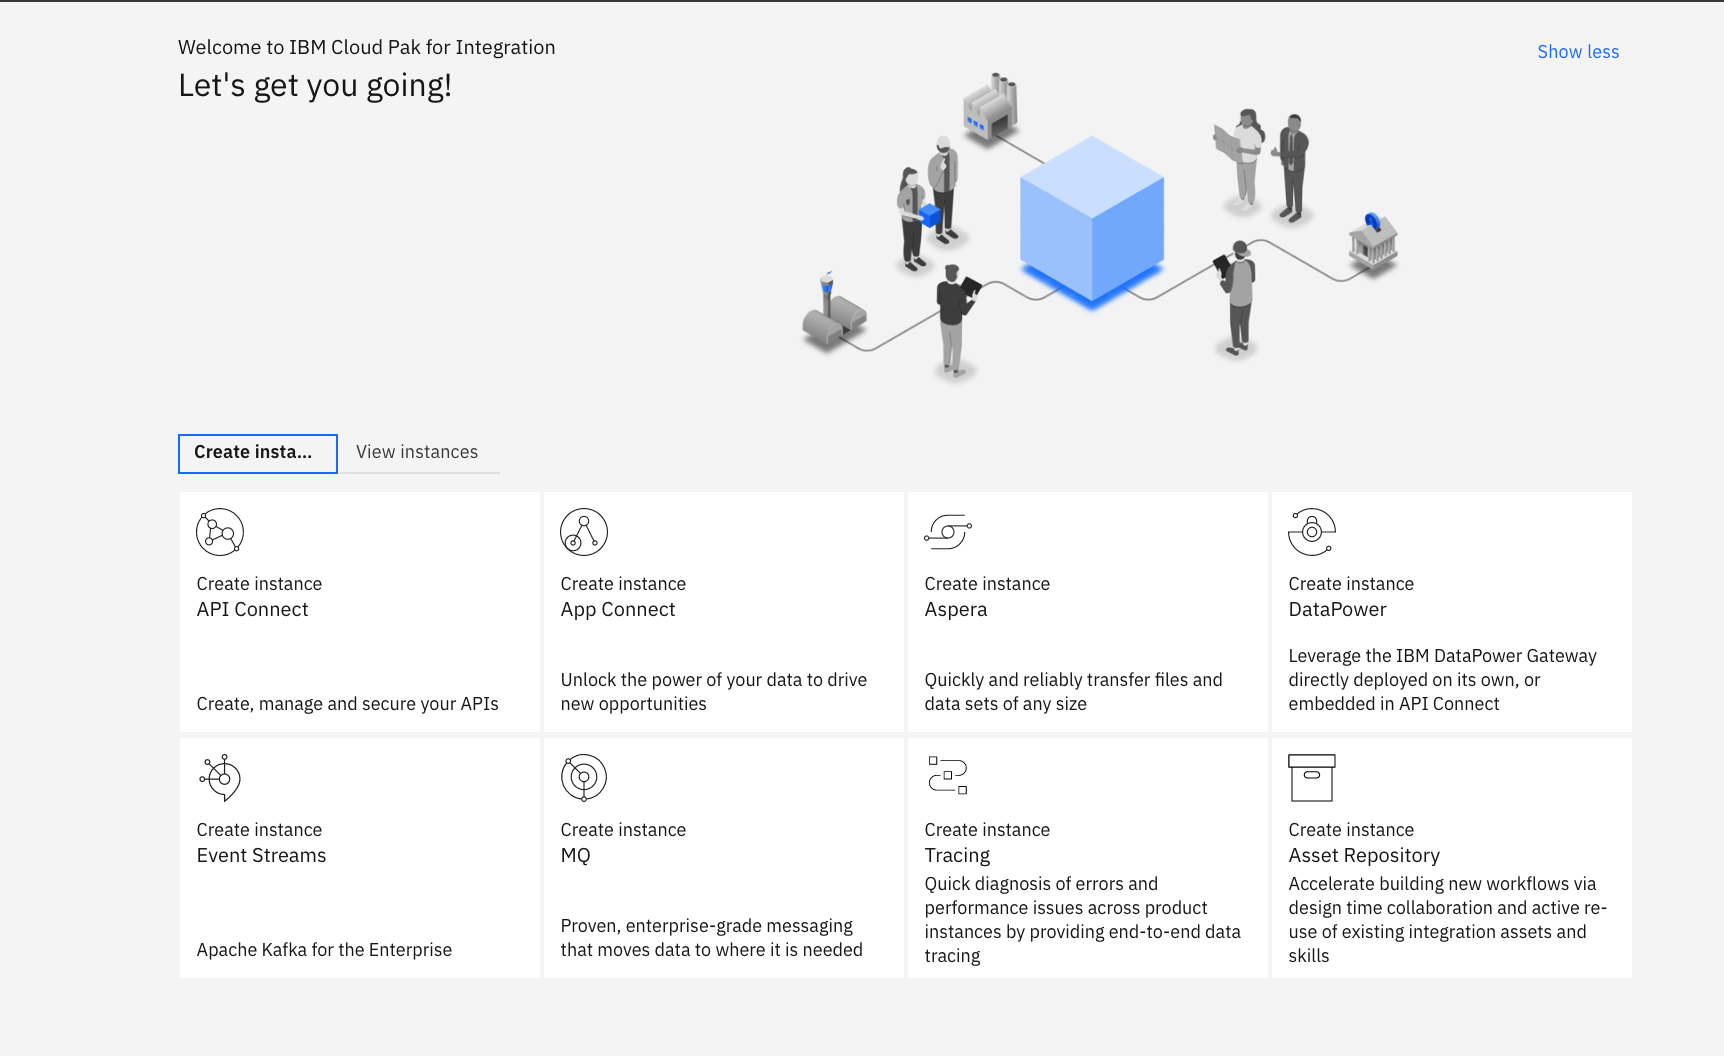 Welcome to IBM Cloud Pak for Integration
Show less
Let's get you going!
Create insta...
View instances
Create instance
API Connect
Create, manage and secure your APIs
Create instance
App Connect
Unlock the power of your data to drive
new opportunities
Create instance
Aspera
Quickly and reliably transfer files and
data sets of any size
Create instance
DataPower
Leverage the IBM DataPower Gateway
directly deployed on its own, or
embedded in API Connect
Create instance
Event Streams
Apache Kafka for the Enterprise
Create instance
MQ
Proven, enterprise-grade messaging
that moves data to where it is needed
Create instance
Tracing
Quick diagnosis of errors and
performance issues across product
instances by providing end-to-end data
tracing
Create instance
Asset Repository
Accelerate building new workflows via
design time collaboration and active re-
use of existing integration assets and
skills